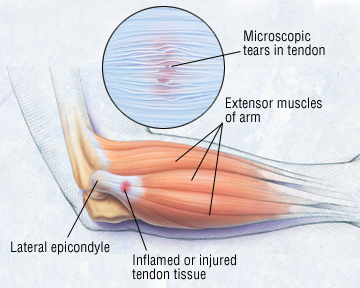 Microscopic
tears in tendon
Extensor muscles
of arm
Lateral epicondyle
Inflamed or injured
tendon tissue